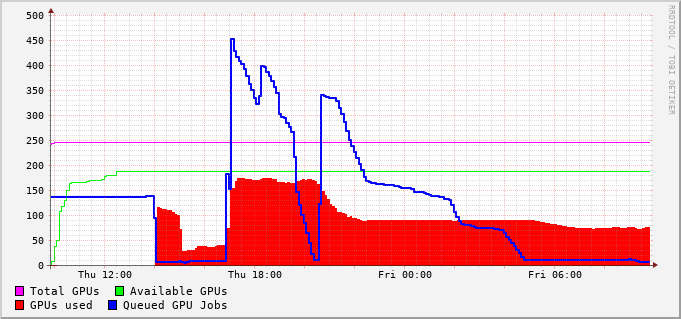 500
450
400
350
300
250
200
150
100
50
0
Thu 12:00 Thu 18:00 Fri 00:00 Fri 06:00
Total GPUs Available GPUs
GPUs used Queued GPU Jobs
RRDTOOL / TOBI OETIKER